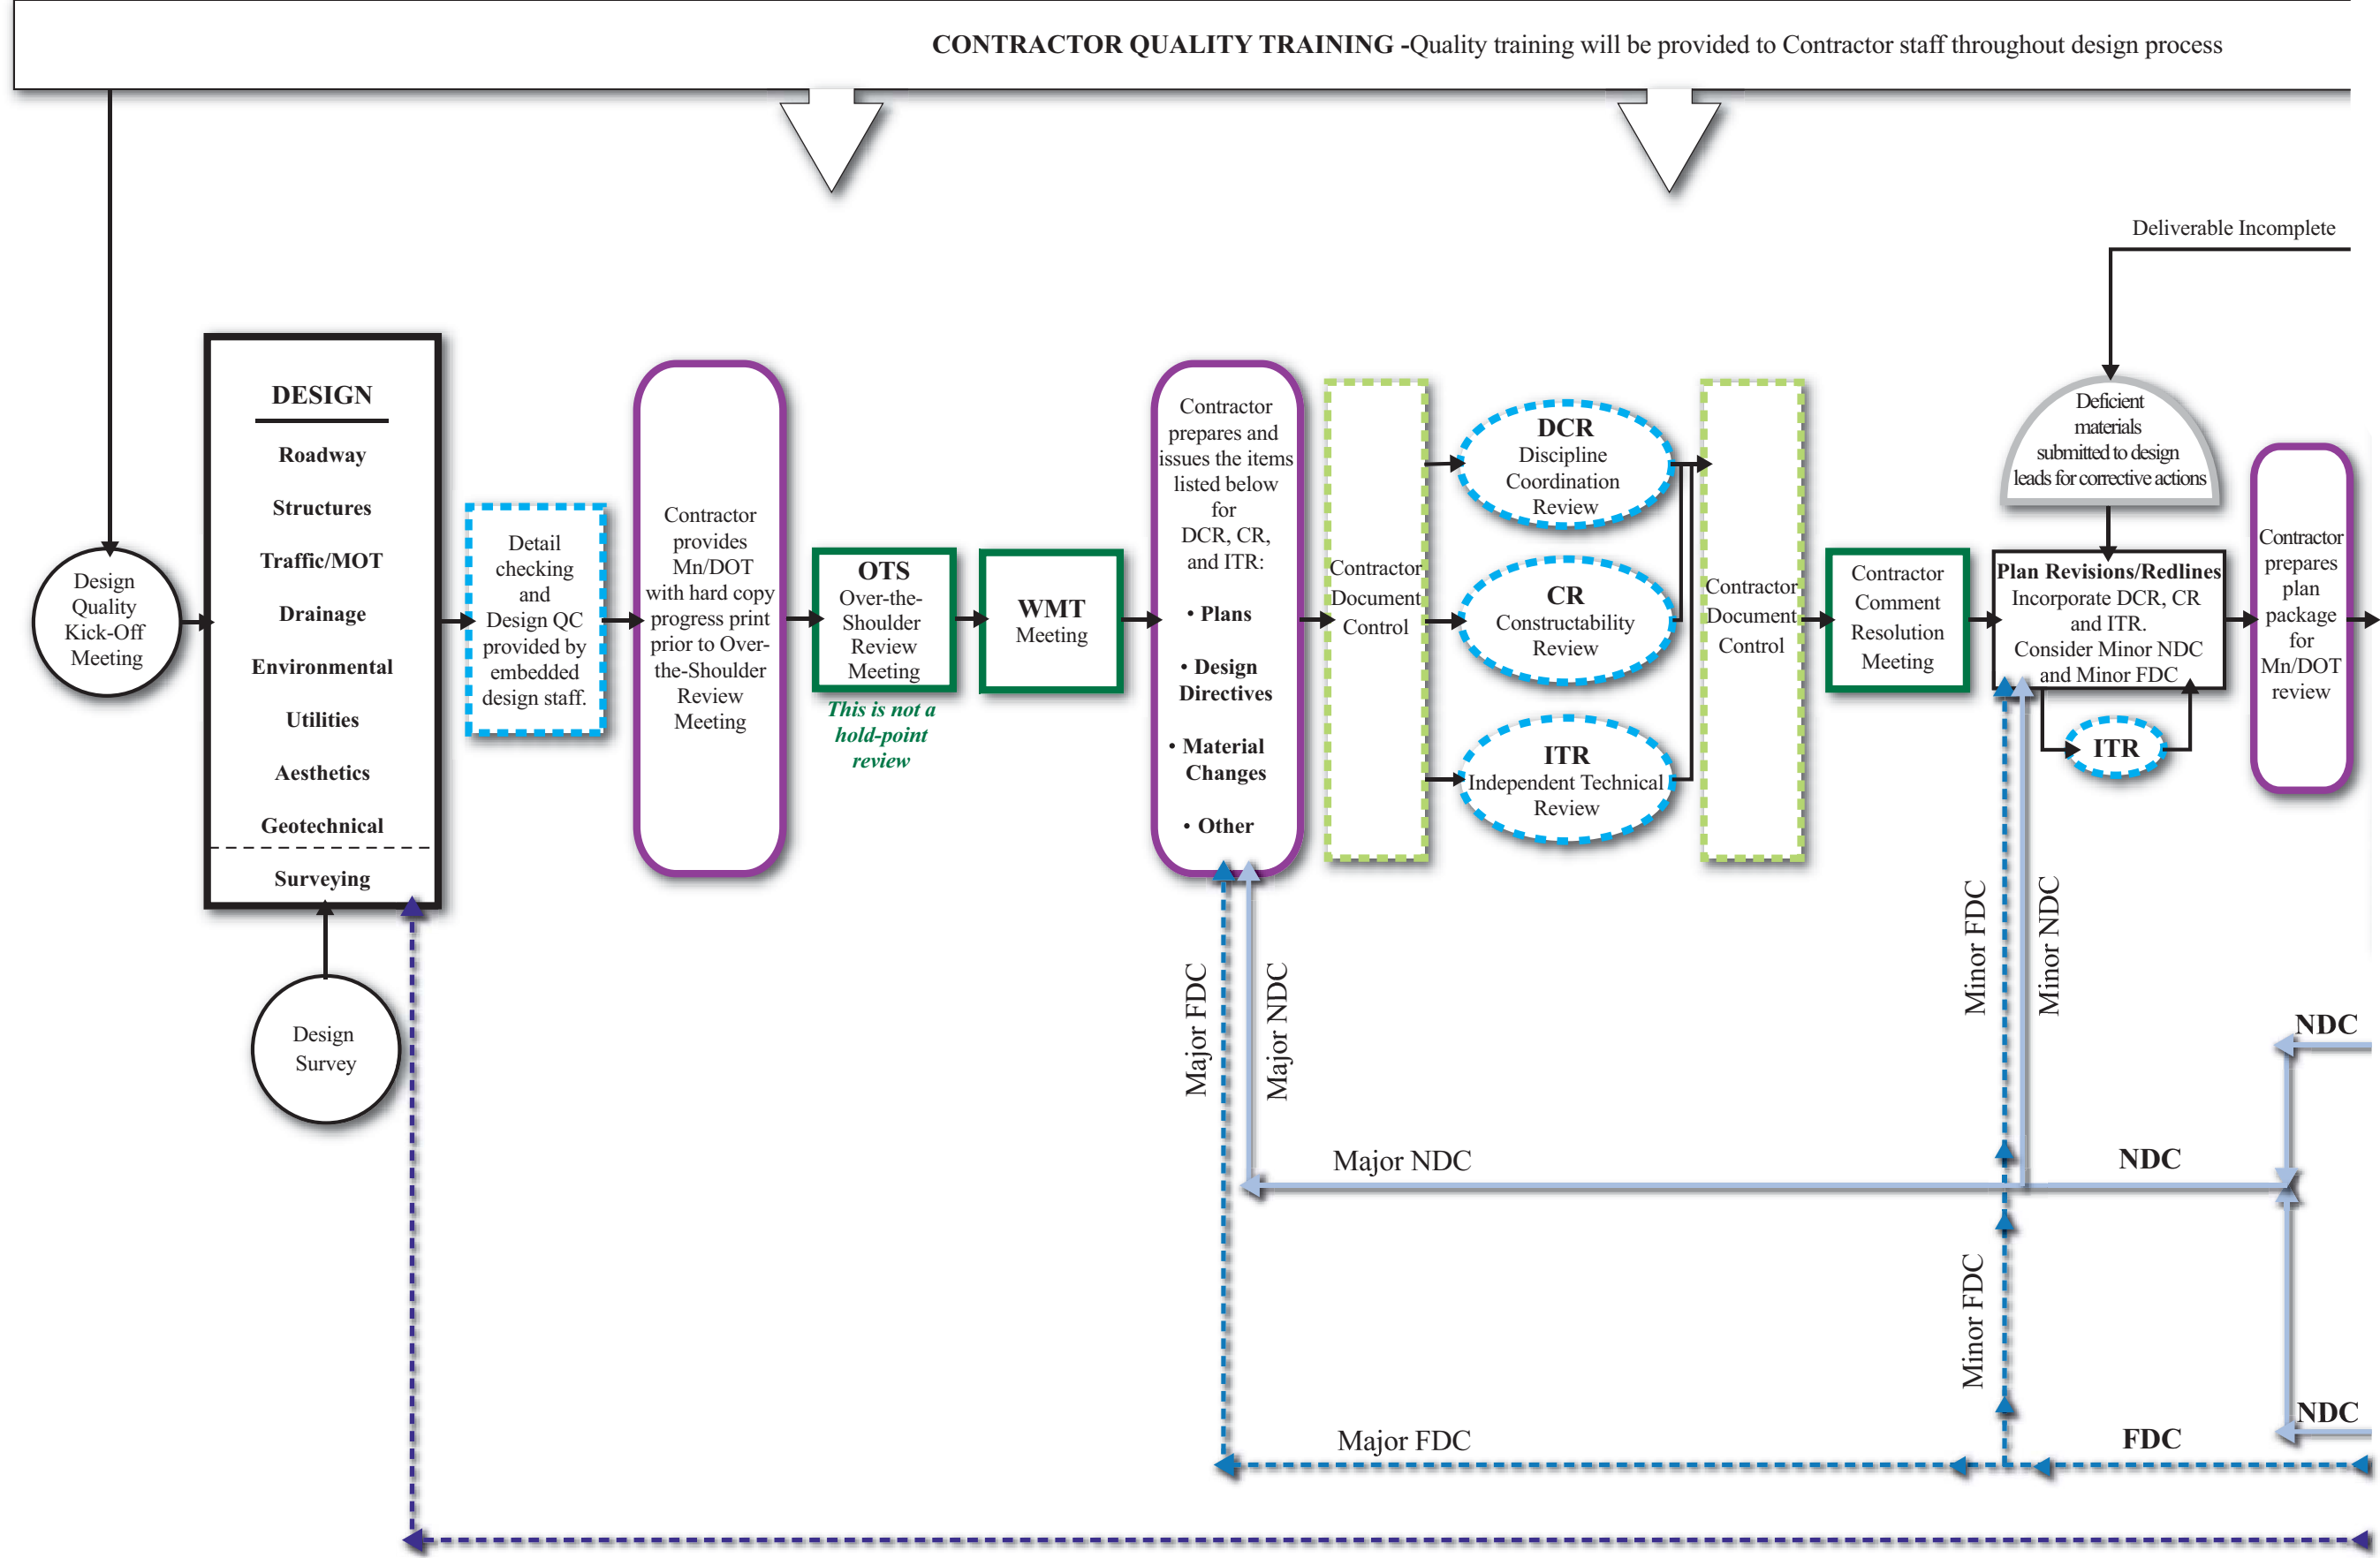 CONTRACTOR QUALITY TRAINING -Quality training will be provided to Contractor staff throughout design process
Deliverable Incomplete
Design
Quality
Kick-Off
Meeting
DESIGN
Roadway
Structures
Traffic/MOT
Drainage
Environmental
Utilities
Aesthetics
Geotechnical
Surveying
Design
Survey
Detail
checking
and
Design QC
provided by
embedded
design staff.
Contractor
provides
Mn/DOT
with hard copy
progress print
prior to Over-
the-Shoulder
Review
Meeting
OTS
Over-the-
Shoulder
Review
Meeting
This is not a
hold-point
review
WMT
Meeting
Contractor
prepares and
issues the items
listed below
for
DCR, CR,
and ITR:
• Plans
• Design
Directives
• Material
Changes
• Other
Contractor
Document
Control
DCR
Discipline
Coordination
Review
CR
Constructability
Review
ITR
Independent Technical
Review
Contractor
Document
Control
Contractor
Comment
Resolution
Meeting
Deficient
materials
submitted to design
leads for corrective actions
Plan Revisions/Redlines
Incorporate DCR, CR
and ITR.
Consider Minor NDC
and Minor FDC
ITR
Contractor
prepares
plan
package
for
Mn/DOT
review
Major FDC
Major NDC
Minor FDC
Minor NDC
NDC
Major NDC
NDC
Minor FDC
NDC
Major FDC
FDC